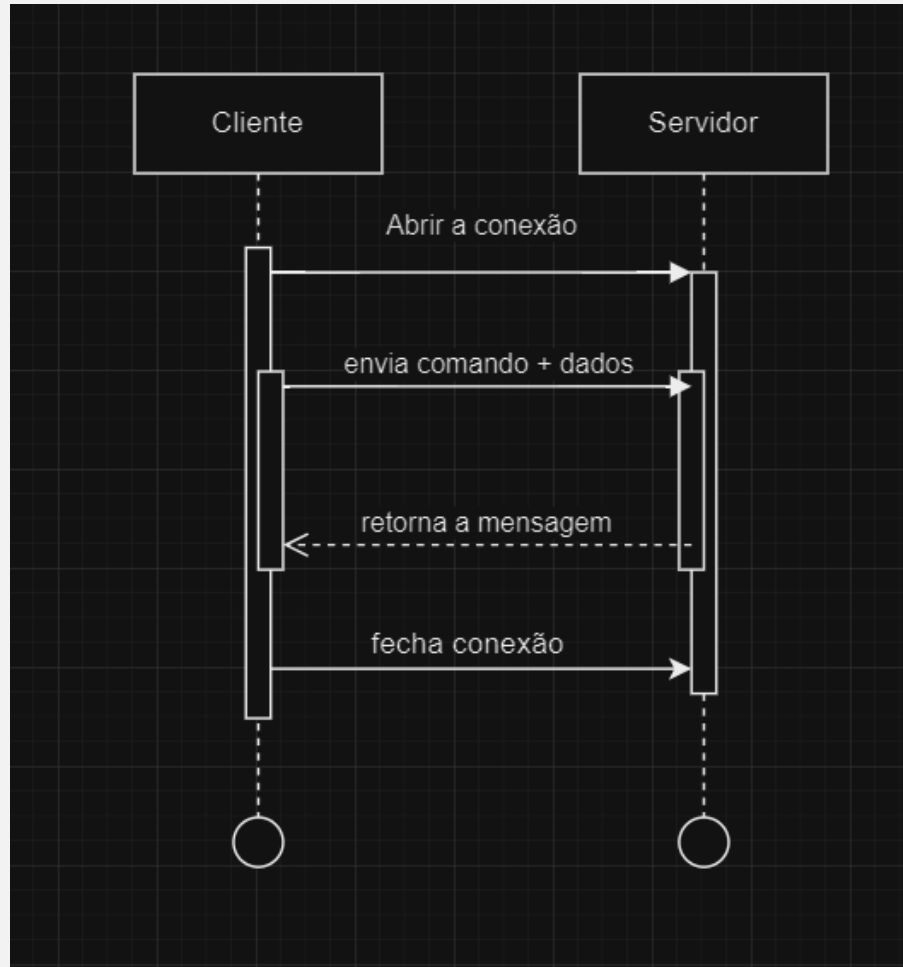 Cliente
Servidor
Abrir a conexão
envia comando + dados
retorna a mensagem
fecha conexão